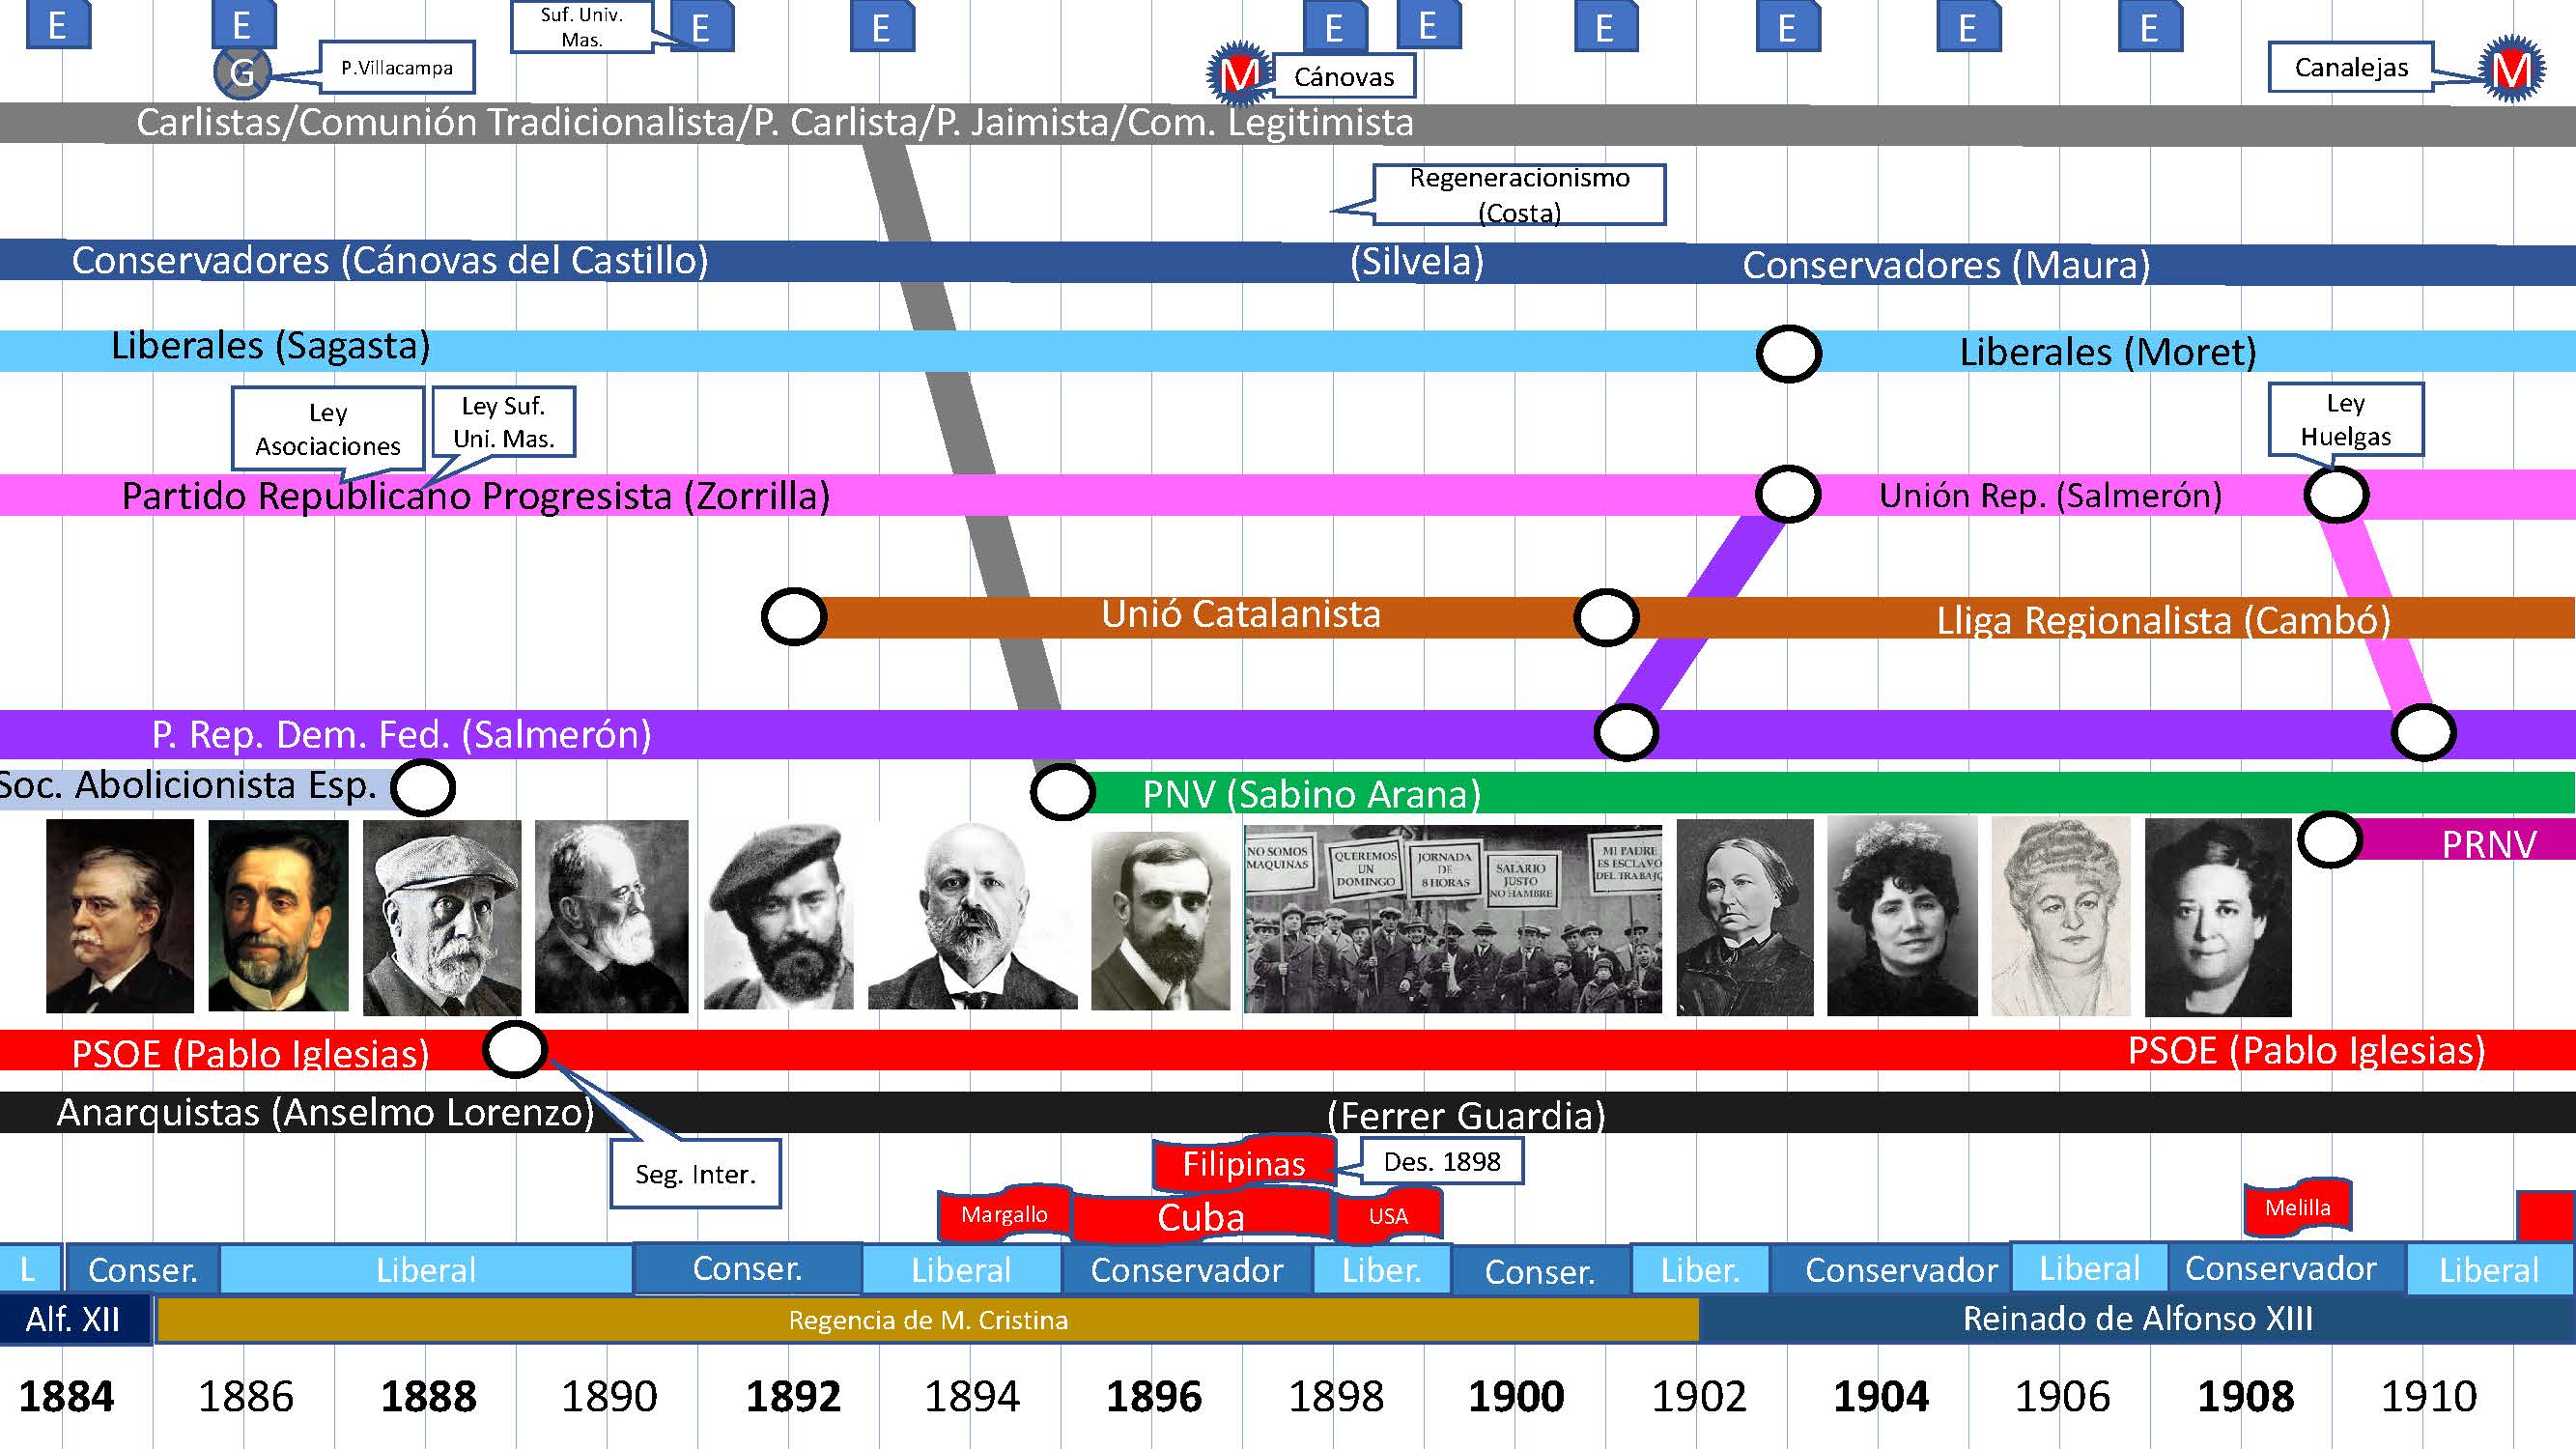 E
E
Suf. Univ.
Mas.
E
E
E
E
E
E
E
E
G
P.Villacampa
M
Cánovas
Canalejas
M
Carlistas/Comunión Tradicionalista/P. Carlista/P. Jaimista/Com. Legitimista
Regeneracionismo
(Costa)
Conservadores (Cánovas del Castillo)
(Silvela)
Conservadores (Maura)
Liberales (Sagasta)
Liberales (Moret)
Ley
Asociaciones
Ley Suf.
Uni. Mas.
Ley
Huelgas
Partido Republicano Progresista (Zorrilla)
Unión Rep. (Salmerón)
Unió Catalanista
Lliga Regionalista (Cambó)
P. Rep. Dem. Fed. (Salmerón)
Soc. Abolicionista Esp.
PNV (Sabino Arana)
PRNV
NO SOMOS
MAQUINAS
QUEREMOS
UN
DOMINGO
JORNADA
DE
8 HORAS
SALARIO
JUSTO
NO HAMBRE
MI PADRE
ES ESCLAVO
DEL TRABAJO
PSOE (Pablo Iglesias)
PSOE (Pablo Iglesias)
Anarquistas (Anselmo Lorenzo)
(Ferrer Guardia)
Seg. Inter.
Filipinas
Des. 1898
Margallo
Cuba
USA
Melilla
L
Conser.
Liberal
Conser.
Liberal
Conservador
Liber.
Conser.
Liber.
Conservador
Liberal
Conservador
Liberal
Alf. XII
Regencia de M. Cristina
Reinado de Alfonso XIII
1884
1886
1888
1890
1892
1894
1896
1898
1900
1902
1904
1906
1908
1910